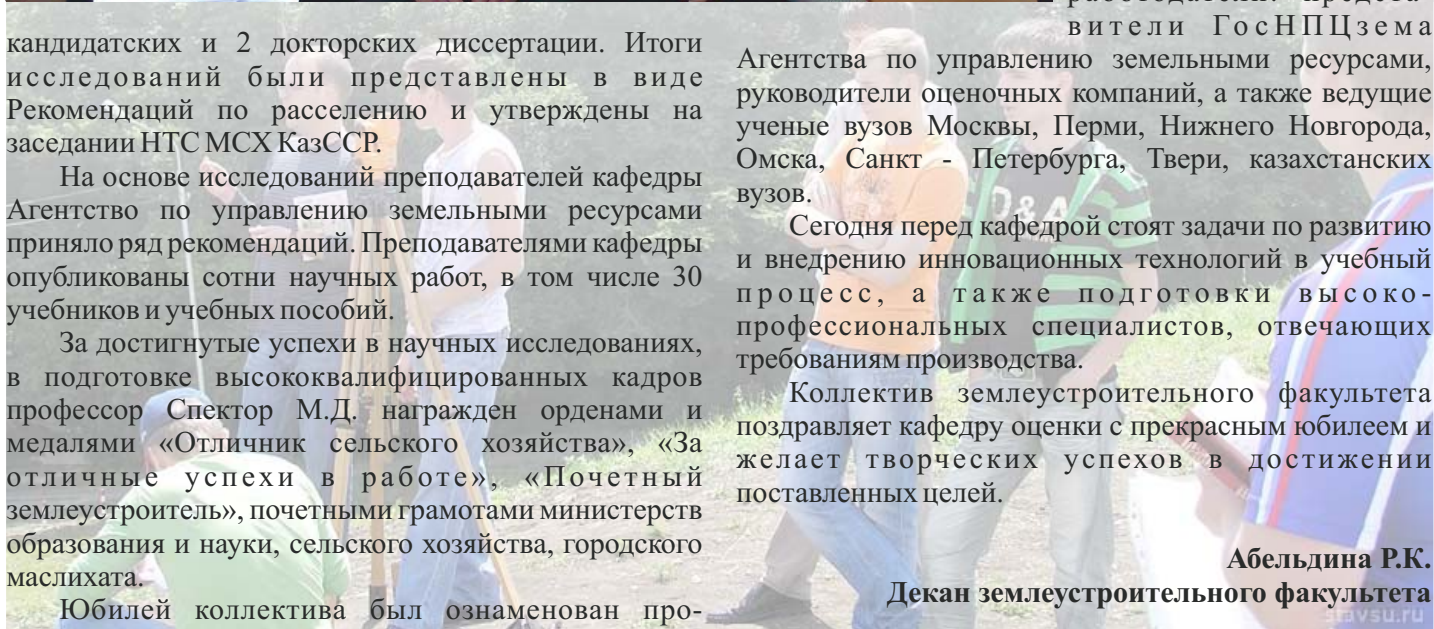 кандидатских и 2 докторских диссертации. Итоги
исследований были представлены в виде
Рекомендаций по расселению и утверждены на
заседании НТС МСХ КазССР.
На основе исследований преподавателей кафедры
Агентство по управлению земельными ресурсами
приняло ряд рекомендаций. Преподавателями кафедры
опубликованы сотни научных работ, в том числе 30
учебников и учебных пособий.
За достигнутые успехи в научных исследованиях,
в подготовке высококвалифицированных кадров
профессор Спектор М.Д. награжден орденами и
медалями «Отличник сельского хозяйства», «За
отличные успехи в работе», «Почетный
землеустроитель», почетными грамотами министерств
образования и науки, сельского хозяйства, городского
маслихата.
Юбилей коллектива был ознаменован про-
вители ГосНПЦзема
Агентства по управлению земельными ресурсами,
руководители оценочных компаний, а также ведущие
ученые вузов Москвы, Перми, Нижнего Новгорода,
Омска, Санкт - Петербурга, Твери, казахстанских
вузов.
Сегодня перед кафедрой стоят задачи по развитию
и внедрению инновационных технологий в учебный
процесс, а также подготовки высоко-
профессиональных специалистов, отвечающих
требованиям производства.
Коллектив землеустроительного факультета
поздравляет кафедру оценки с прекрасным юбилеем и
желает творческих успехов в достижении
поставленных целей.
Абельдина Р.К.
Декан землеустроительного факультета
stavsu.ru
D&A